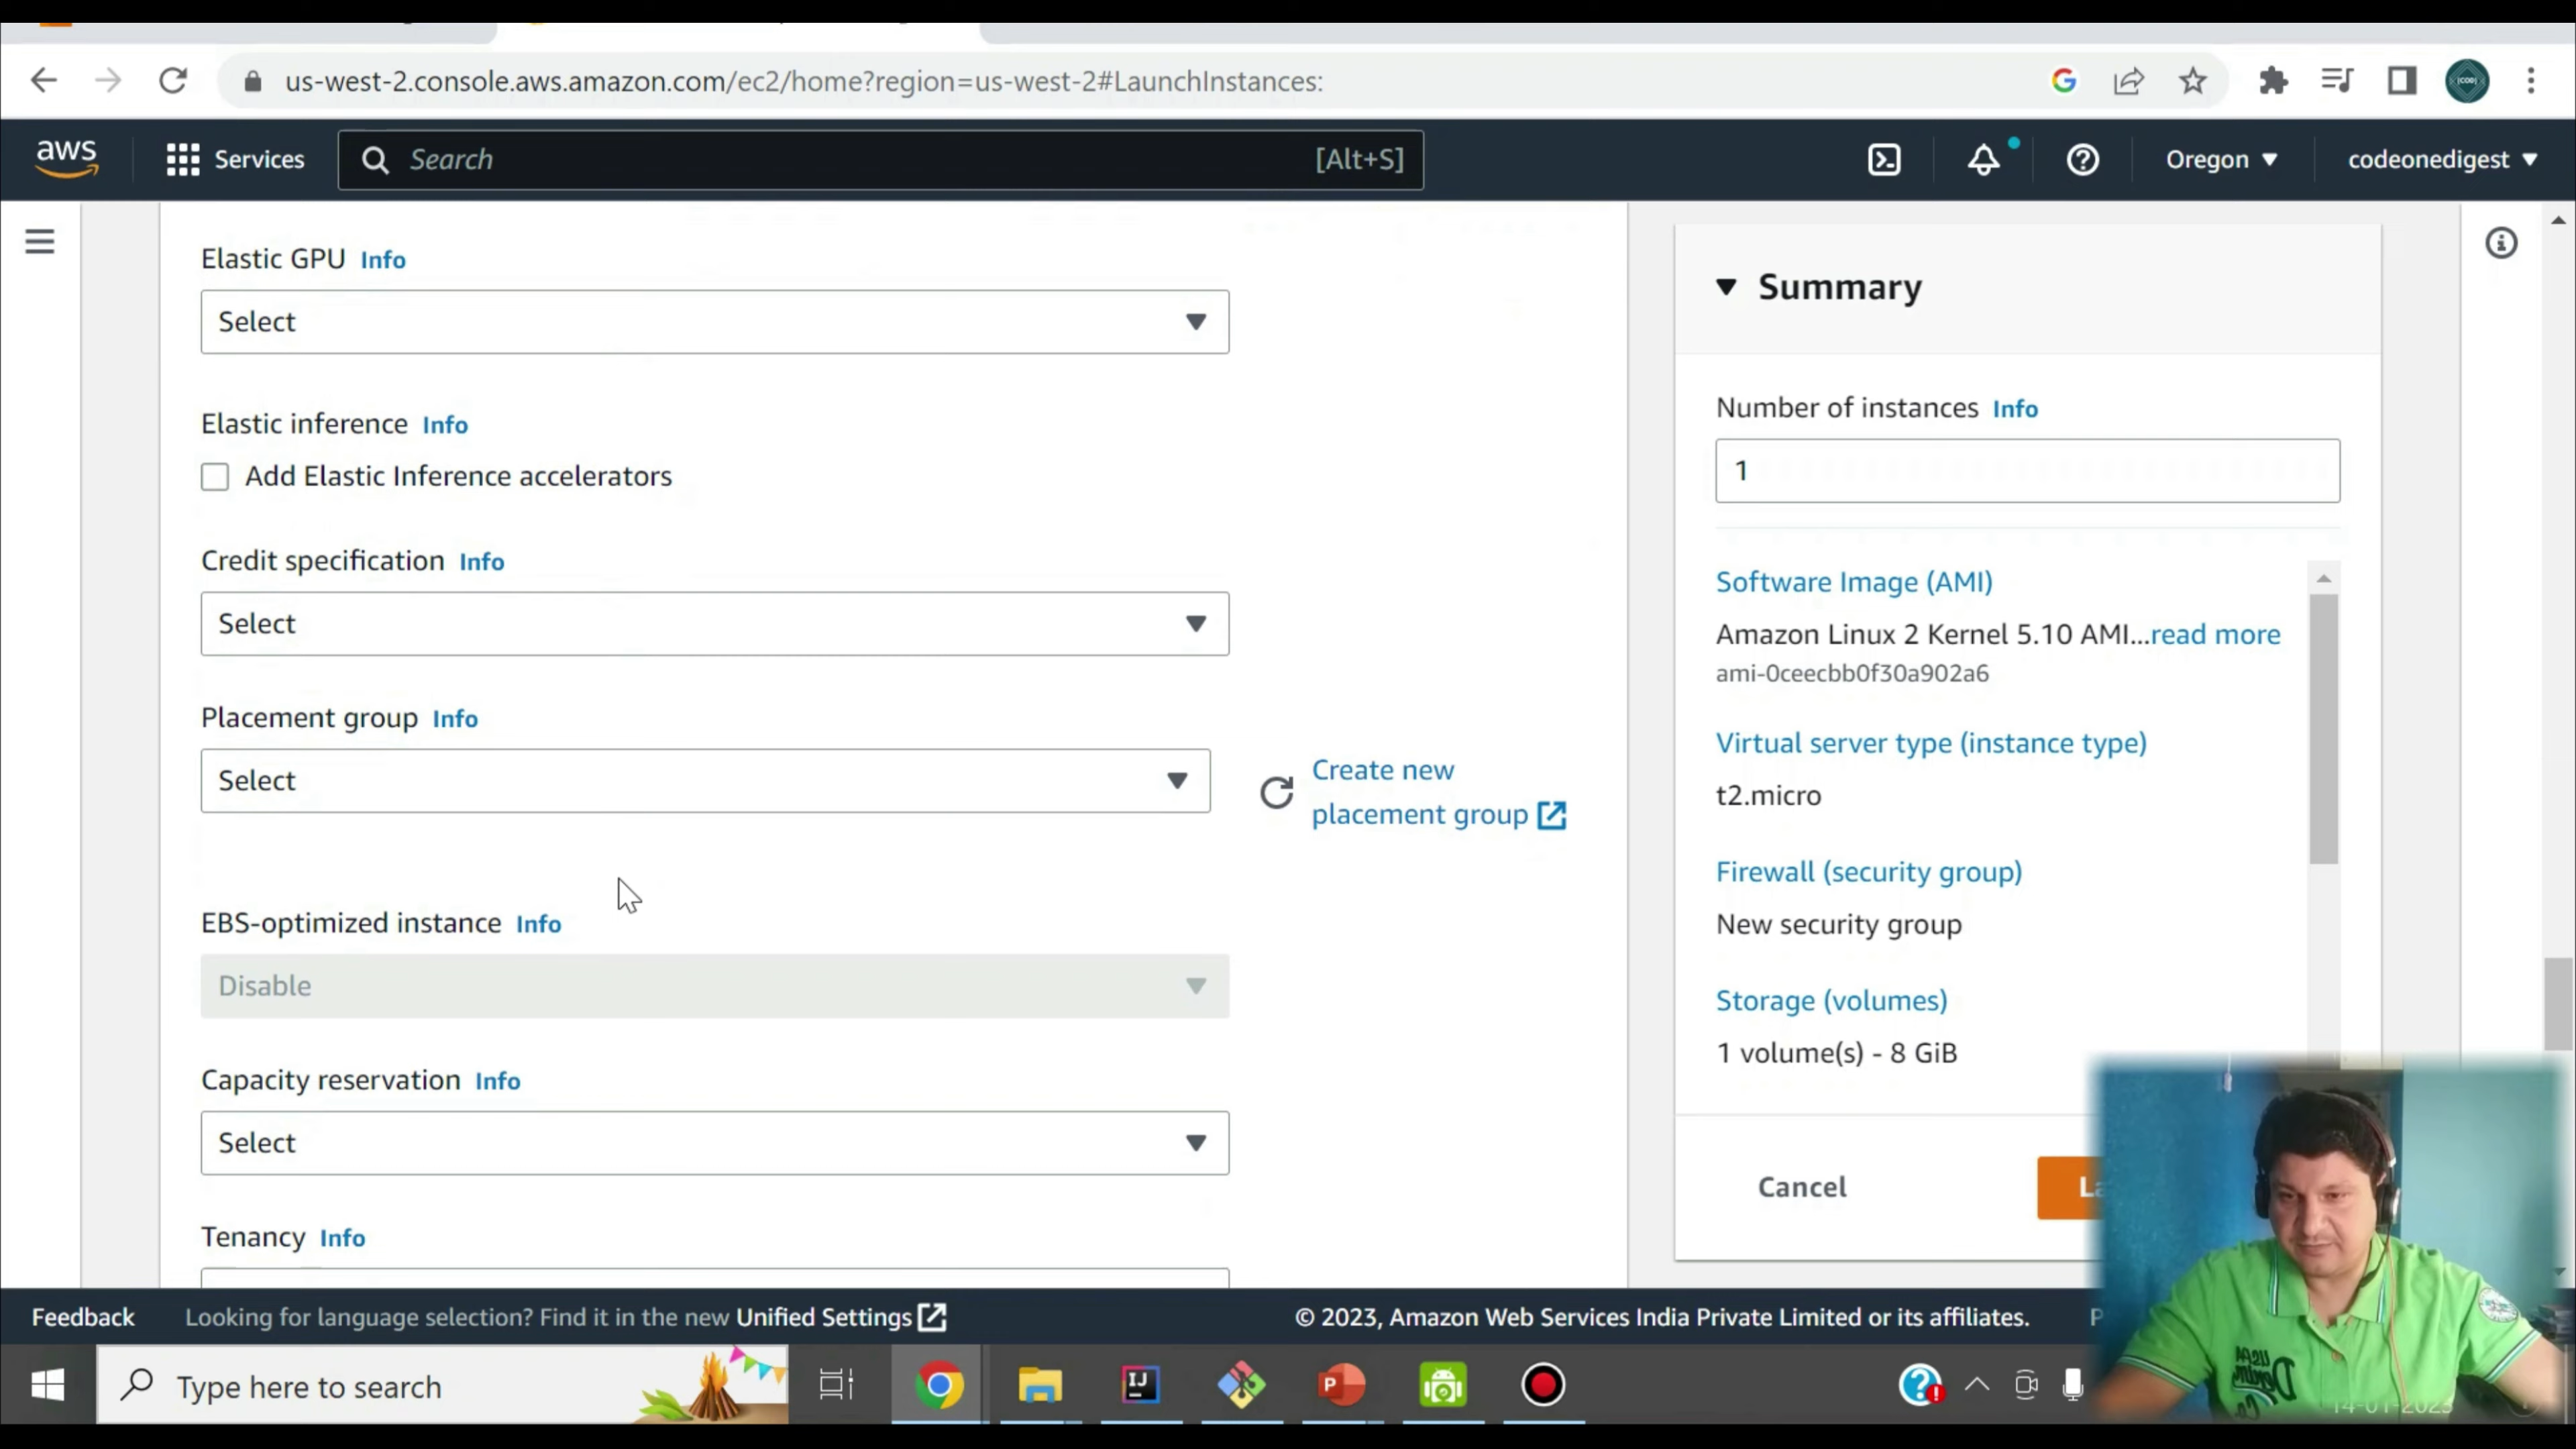 us-west-2.console.aws.amazon.com/ec2/home?region=us-west-2#LaunchInstances:
aws
Services
Search
[Alt+S]
Oregon
codeonedigest
Elastic GPU Info
Select
Elastic inference Info
Add Elastic Inference accelerators
Credit specification Info
Select
Placement group Info
Select
Create new
placement group
EBS-optimized instance Info
Disable
Capacity reservation Info
Select
Tenancy Info
Summary
Number of instances Info
1
Software Image (AMI)
Amazon Linux 2 Kernel 5.10 AMI...read more
ami-0ceecbb0f30a902a6
Virtual server type (instance type)
t2.micro
Firewall (security group)
New security group
Storage (volumes)
1 volume(s) - 8 GiB
Cancel
La
Feedback
Looking for language selection? Find it in the new Unified Settings
© 2023, Amazon Web Services India Private Limited or its affiliates.
P
Type here to search
IJ
P
14-01-2023